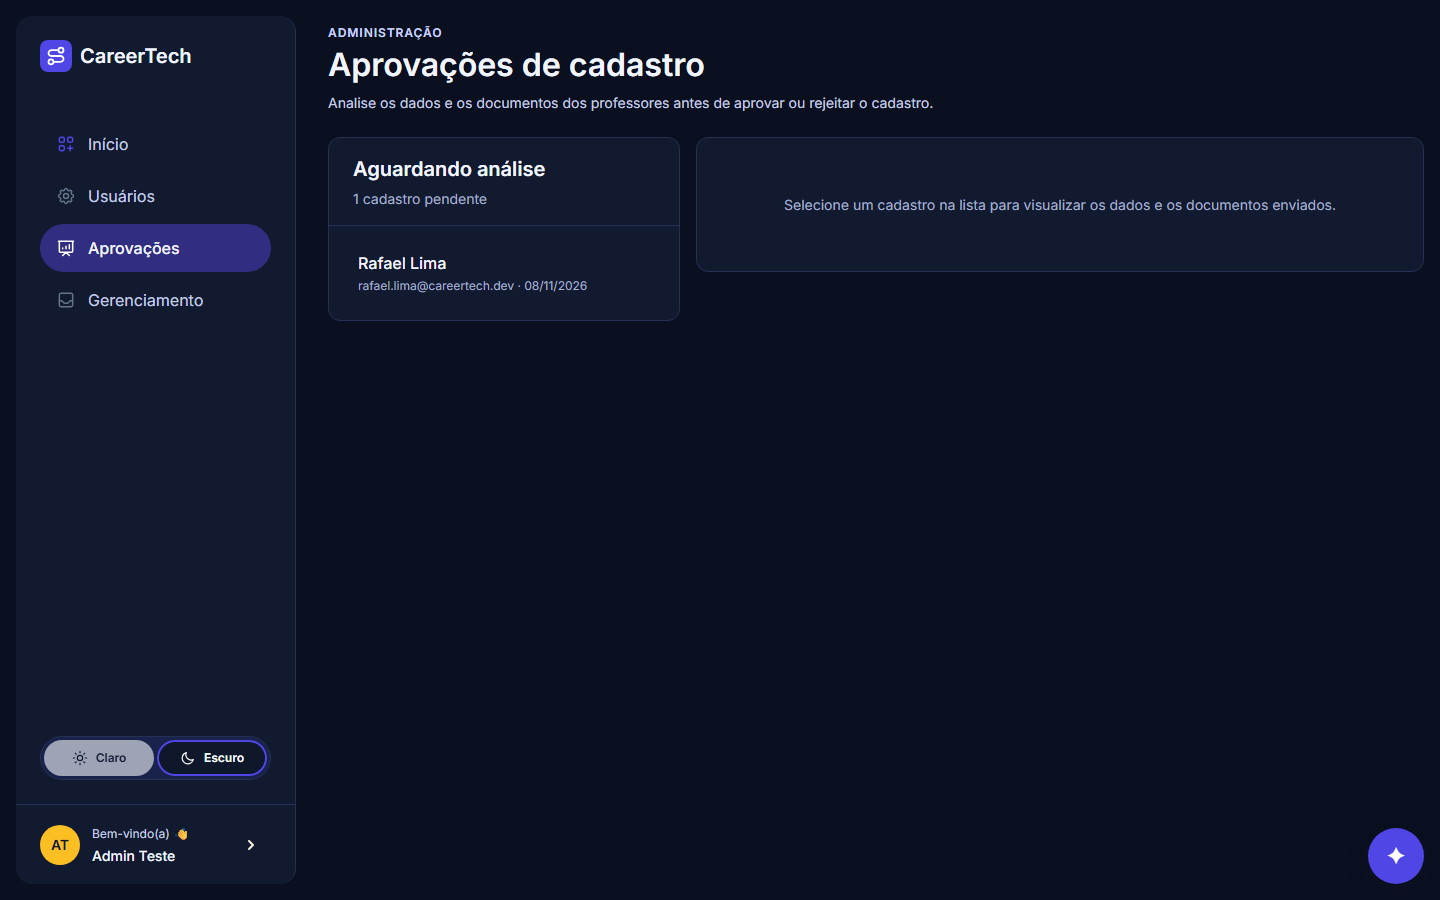 CareerTech
Início
Usuários
Aprovações
Gerenciamento
Claro
Escuro
AT
Bem-vindo(a) 👋
Admin Teste
ADMINISTRAÇÃO
Aprovações de cadastro
Analise os dados e os documentos dos professores antes de aprovar ou rejeitar o cadastro.
Aguardando análise
1 cadastro pendente
Rafael Lima
rafael.lima@careertech.dev · 08/11/2026
Selecione um cadastro na lista para visualizar os dados e os documentos enviados.